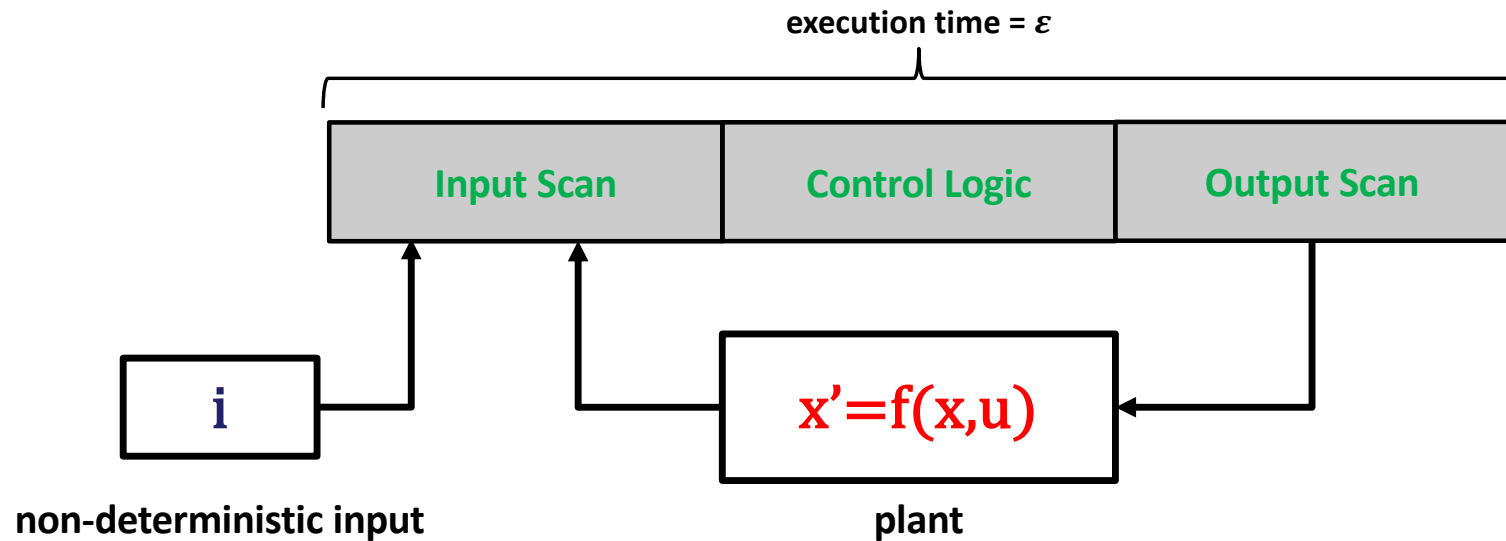 execution time = ε
Input Scan
Control Logic
Output Scan
i
x’=f(x,u)
non-deterministic input
plant